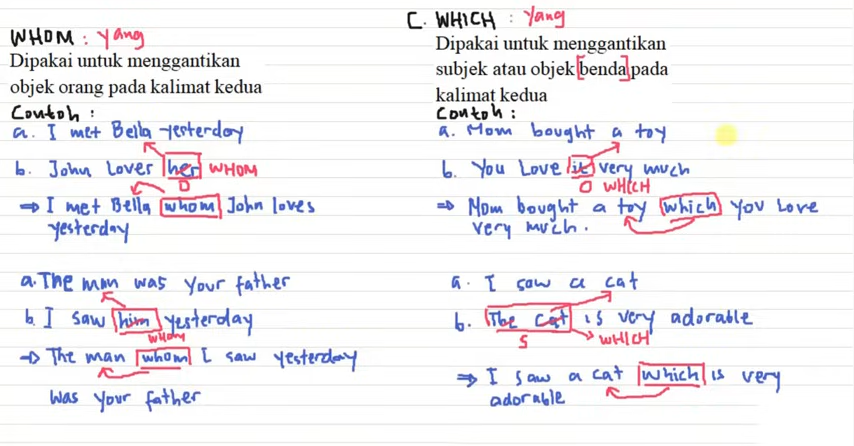 WHOM : Yang
Dipakai untuk menggantikan
objek orang pada kalimat kedua
Contoh :
a. I met Bella yesterday
b. John Lover her WHOM
O
⇒ I met Bella whom John loves
yesterday
a. The man was your father
b. I saw him yesterday
WHOM
→ The man whom I saw yesterday
was your father
C. WHICH : Yang
Dipakai untuk menggantikan
subjek atau objek [benda] pada
kalimat kedua
Contoh :
a. Mom bought a toy
b. You Love it very much
O WHICH
⇒ Mom bought a toy which you Love
very much.
a. I saw a cat
b. The cat is very adorable
S WHICH
⇒ I saw a cat which is very
adorable